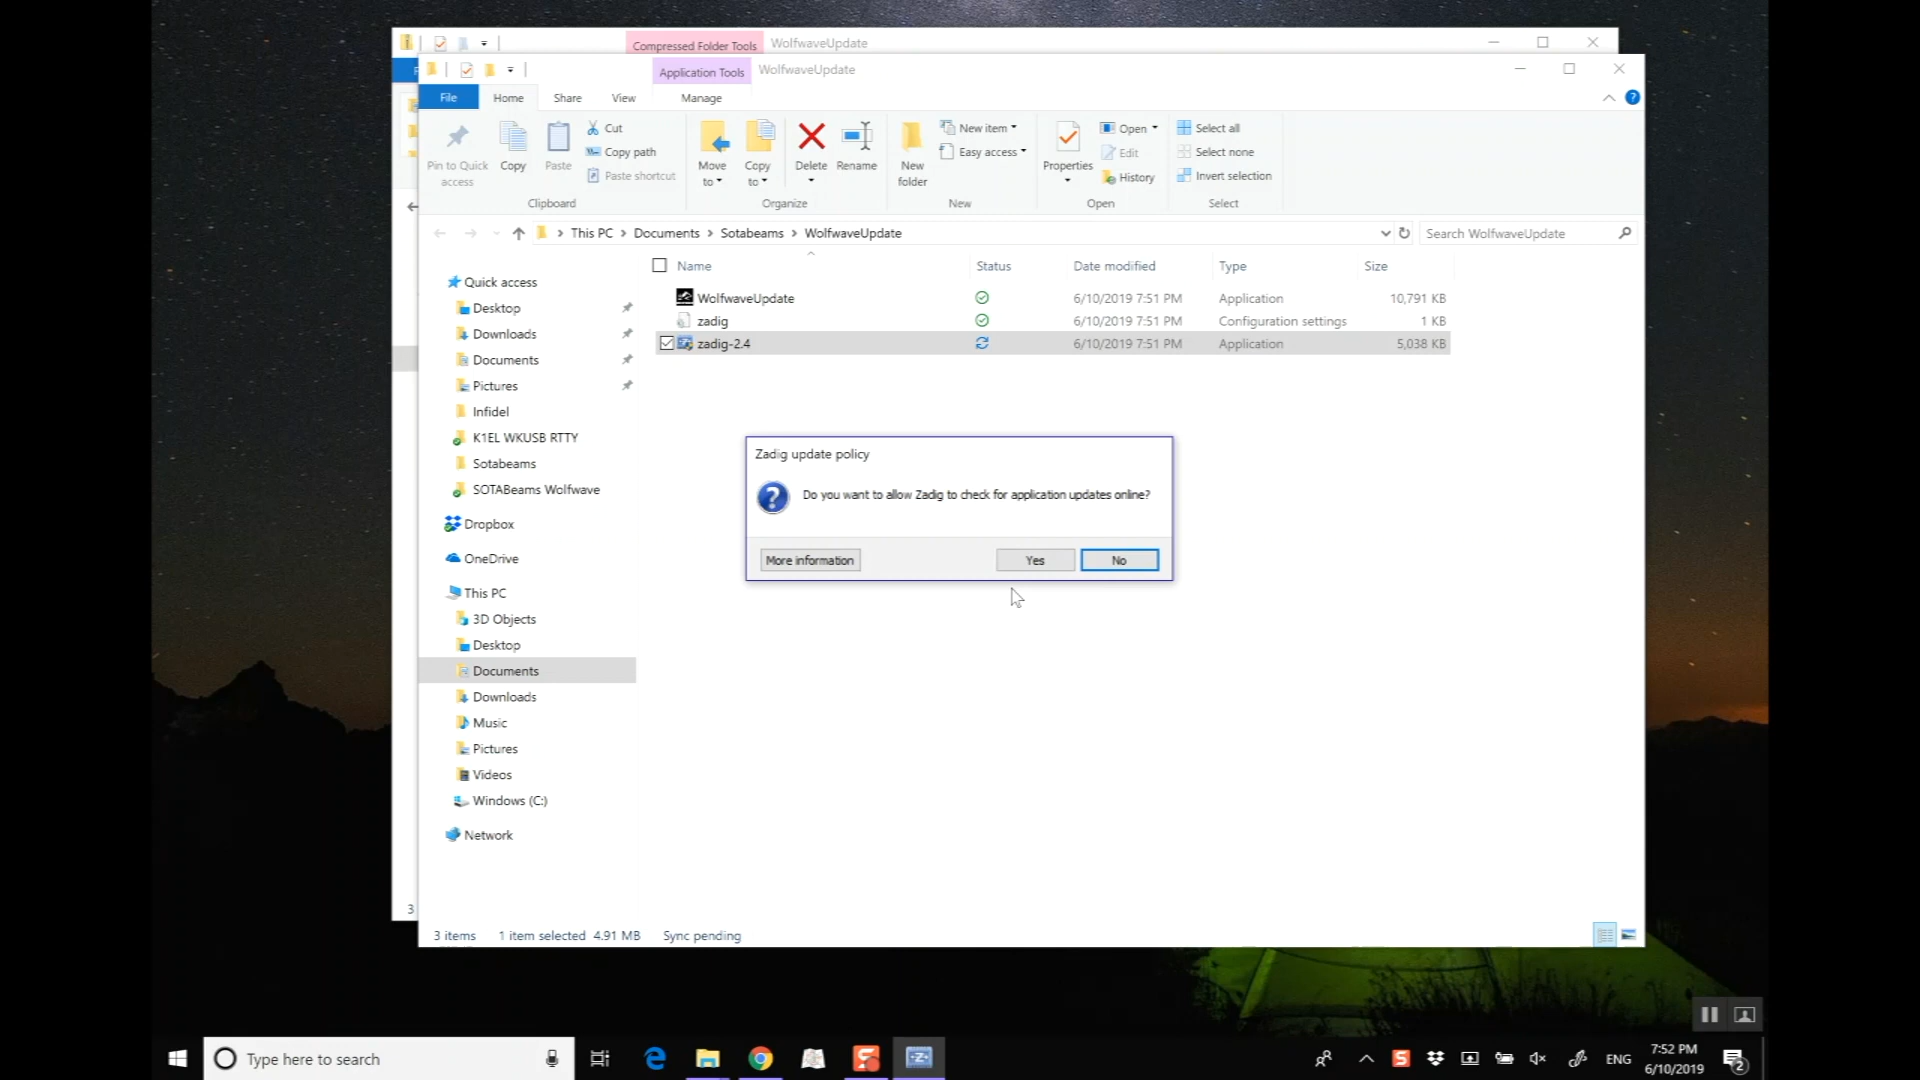 Compressed Folder Tools WolfwaveUpdate
Application Tools WolfwaveUpdate
File Home Share View Manage
Pin to Quick access
Copy
Paste
Cut
Copy path
Paste shortcut
Clipboard
Move to
Copy to
Delete
Rename
Organize
New folder
New item
Easy access
New
Properties
Open
Edit
History
Open
Select all
Select none
Invert selection
Select
This PC > Documents > Sotabeams > WolfwaveUpdate
Search WolfwaveUpdate
Name Status Date modified Type Size
WolfwaveUpdate 6/10/2019 7:51 PM Application 10,791 KB
zadig 6/10/2019 7:51 PM Configuration settings 1 KB
zadig-2.4 6/10/2019 7:51 PM Application 5,038 KB
Quick access
Desktop
Downloads
Documents
Pictures
Infidel
K1EL WKUSB RTTY
Sotabeams
SOTABeams Wolfwave
Dropbox
OneDrive
This PC
3D Objects
Desktop
Documents
Downloads
Music
Pictures
Videos
Windows (C:)
Network
Zadig update policy
Do you want to allow Zadig to check for application updates online?
More information Yes No
3
3 items 1 item selected 4.91 MB Sync pending
Type here to search
ENG
7:52 PM
6/10/2019
2